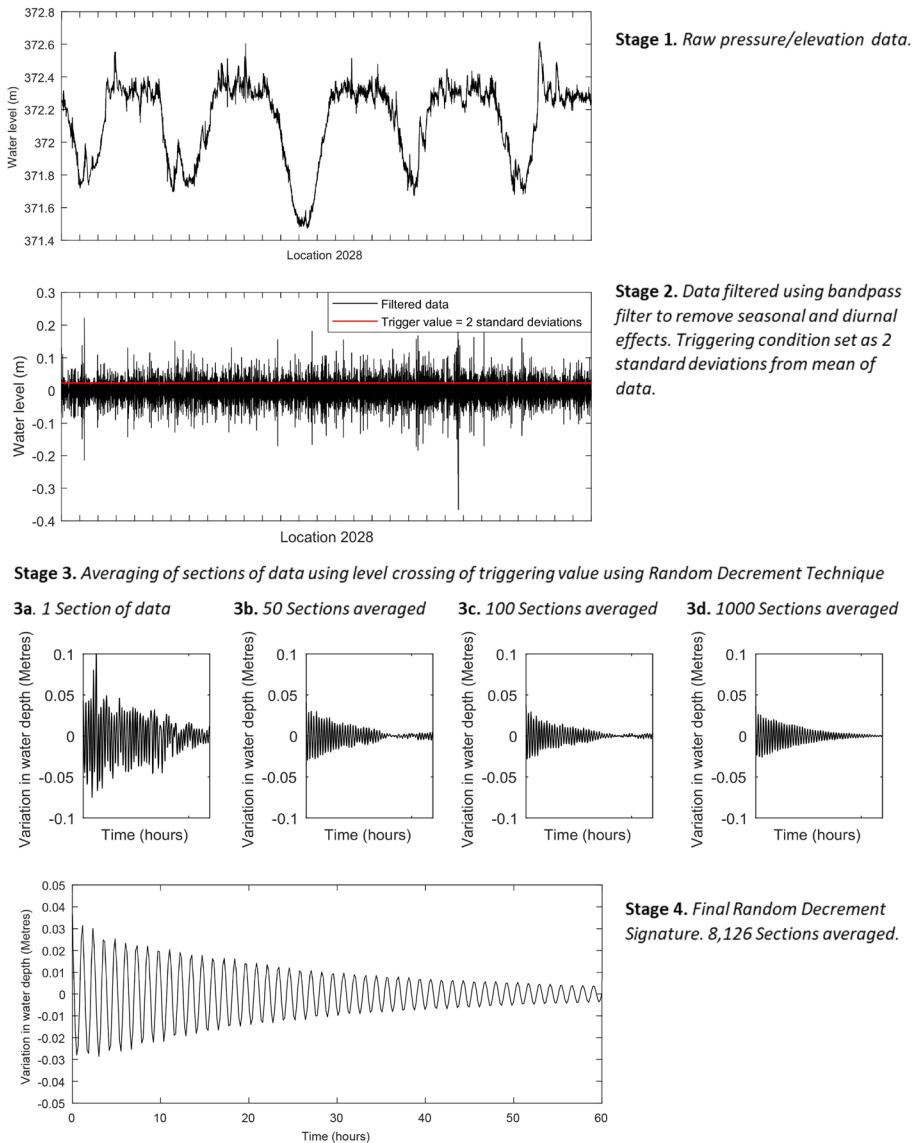 372.8
372.6
372.4
372.2
372
371.8
371.6
371.4
Water level (m)
Location 2028
Stage 1. Raw pressure/elevation data.
0.3
0.2
0.1
0
-0.1
-0.2
-0.3
-0.4
Water level (m)
Filtered data
Trigger value = 2 standard deviations
Location 2028
Stage 2. Data filtered using bandpass
filter to remove seasonal and diurnal
effects. Triggering condition set as 2
standard deviations from mean of
data.
Stage 3. Averaging of sections of data using level crossing of triggering value using Random Decrement Technique
3a. 1 Section of data
3b. 50 Sections averaged
3c. 100 Sections averaged
3d. 1000 Sections averaged
Variation in water depth (Metres)
0.1
0.05
0
-0.05
-0.1
Time (hours)
Variation in water depth (Metres)
0.1
0.05
0
-0.05
-0.1
Time (hours)
Variation in water depth (Metres)
0.1
0.05
0
-0.05
-0.1
Time (hours)
Variation in water depth (Metres)
0.1
0.05
0
-0.05
-0.1
Time (hours)
Variation in water depth (Metres)
0.05
0.04
0.03
0.02
0.01
0
-0.01
-0.02
-0.03
-0.04
-0.05
0 10 20 30 40 50 60
Time (hours)
Stage 4. Final Random Decrement
Signature. 8,126 Sections averaged.